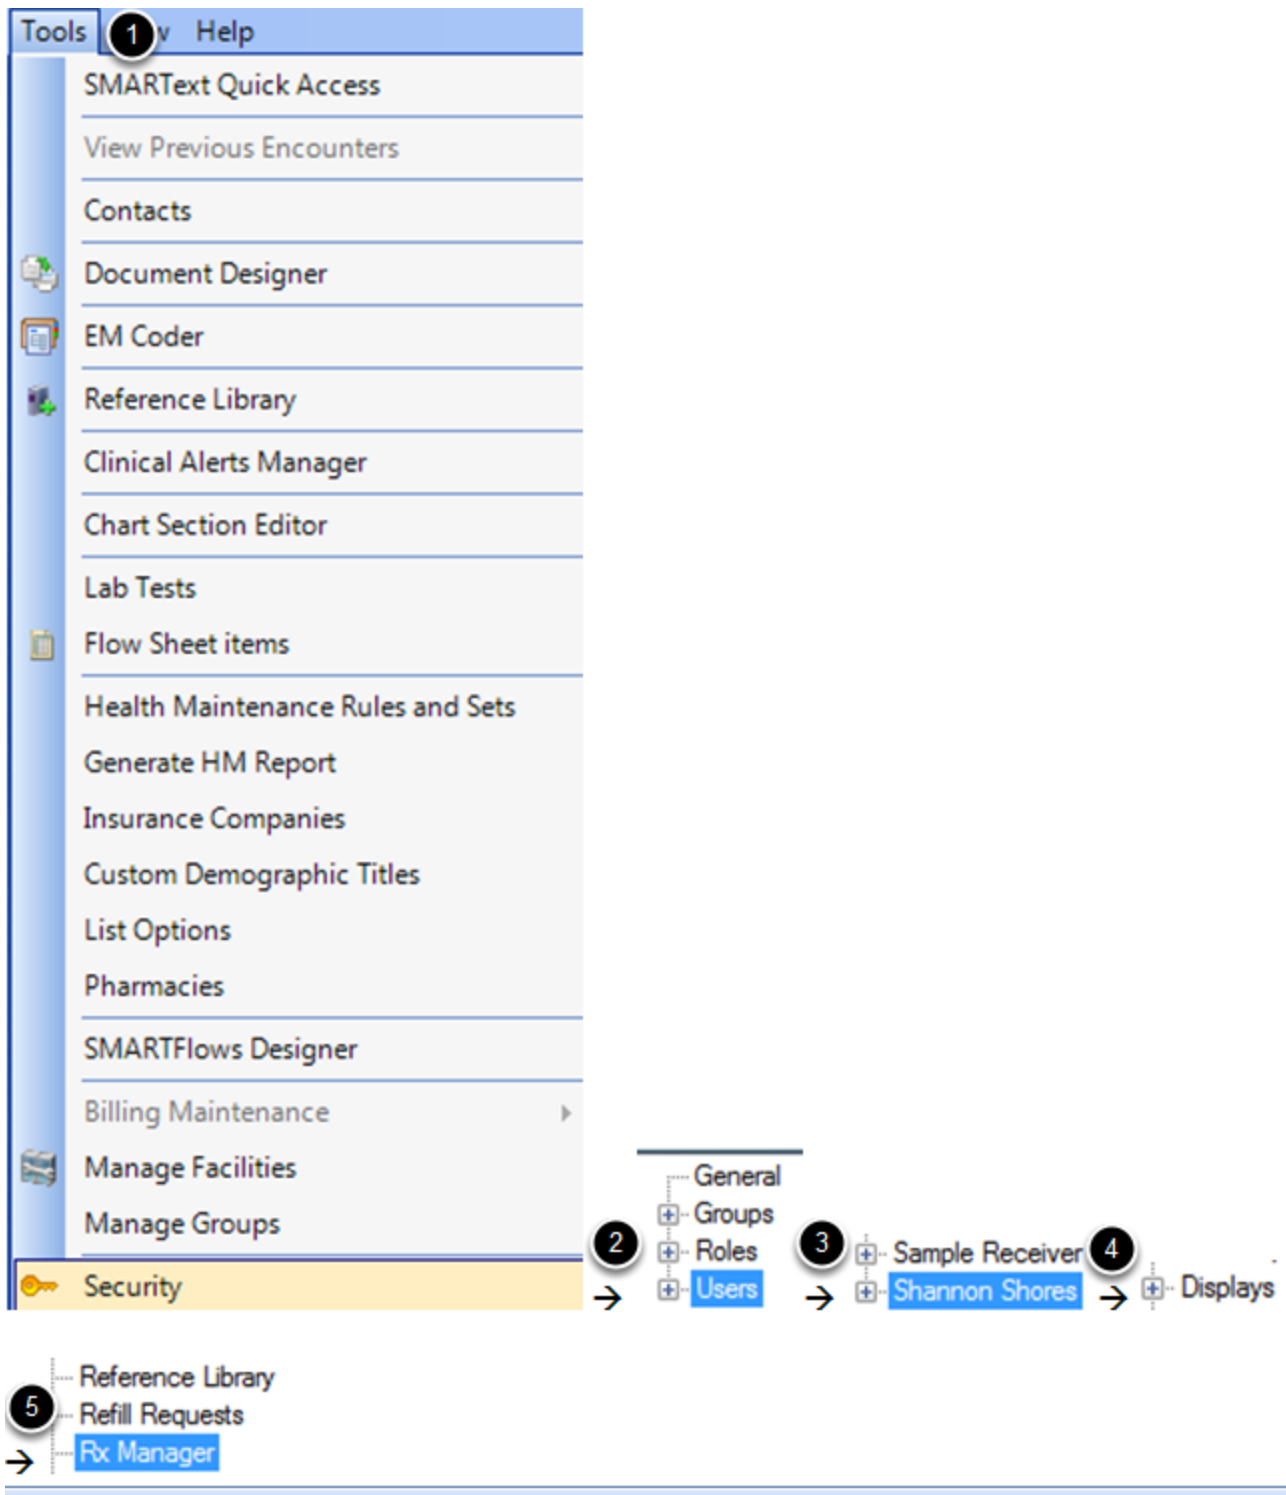 Tools 1 Help
SMARText Quick Access
View Previous Encounters
Contacts
Document Designer
EM Coder
Reference Library
Clinical Alerts Manager
Chart Section Editor
Lab Tests
Flow Sheet items
Health Maintenance Rules and Sets
Generate HM Report
Insurance Companies
Custom Demographic Titles
List Options
Pharmacies
SMARTFlows Designer
Billing Maintenance
Manage Facilities
Manage Groups
Security
2
→
General
Groups
Roles
Users
3
→
Sample Receiver
Shannon Shores
4
→
Displays
5
→
Reference Library
Refill Requests
Rx Manager